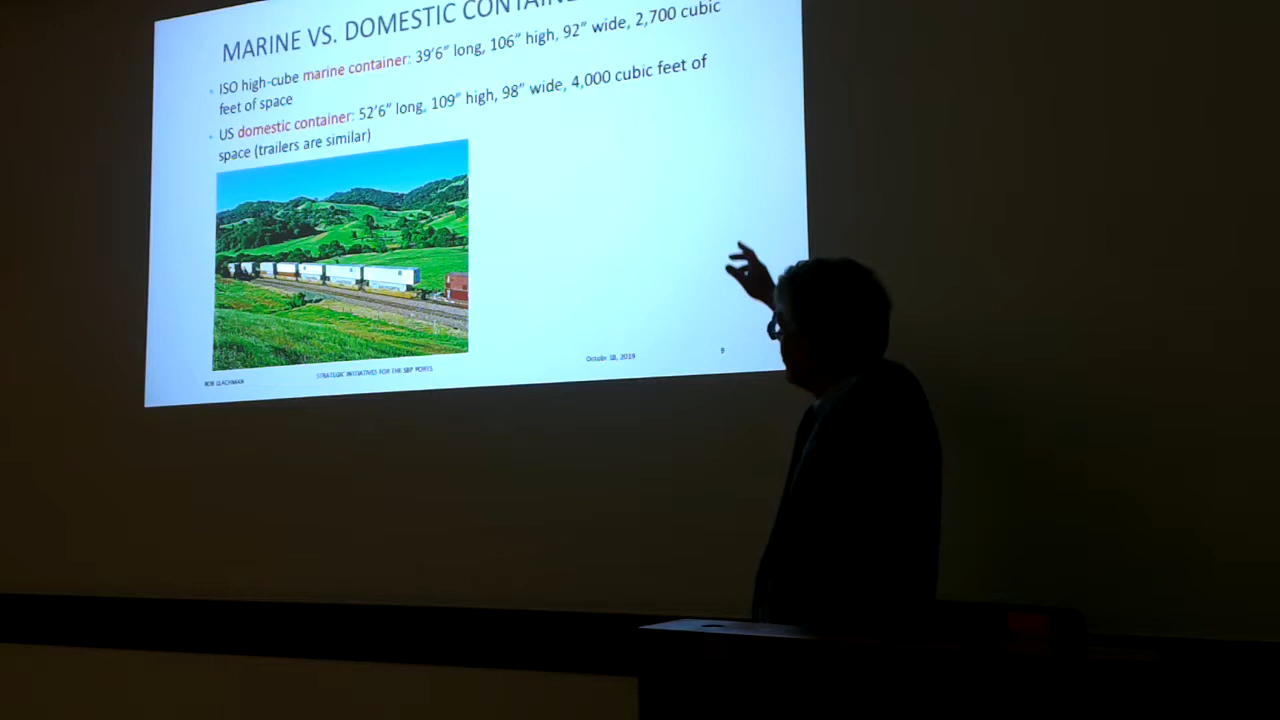 MARINE VS. DOMESTIC CONTAINE
• ISO high-cube marine container: 39'6" long, 106" high, 92" wide, 2,700 cubic
feet of space
• US domestic container: 52'6" long, 109" high, 98" wide, 4,000 cubic feet of
space (trailers are similar)
STRATEGIC INITIATIVES FOR THE SBP PORTS
October 18, 2019
9